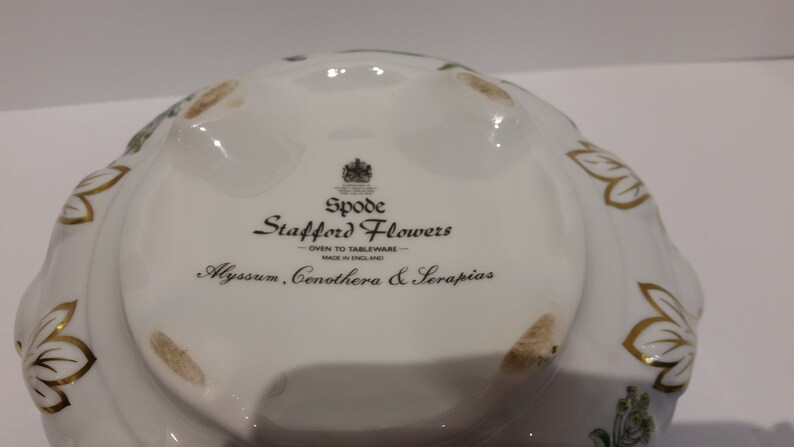 Spode
Stafford Flowers
OVEN TO TABLEWARE
MADE IN ENGLAND
Alyssum, Cenothera & Serapias